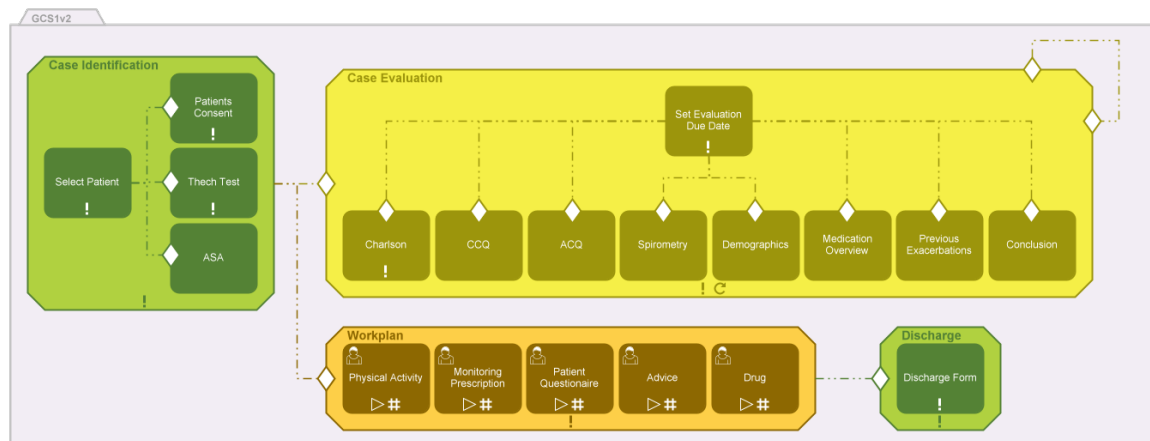 GCS1v2
Case Identification
Patients
Consent
!
Select Patient
!
Thech Test
!
ASA
!
Case Evaluation
Set Evaluation
Due Date
!
Charlson
!
CCQ
ACQ
Spirometry
Demographics
Medication
Overview
Previous
Exacerbations
Conclusion
!
Workplan
Physical Activity
#
Monitoring
Prescription
#
Patient
Questionaire
#
Advice
#
Drug
#
!
Discharge
Discharge Form
!
!